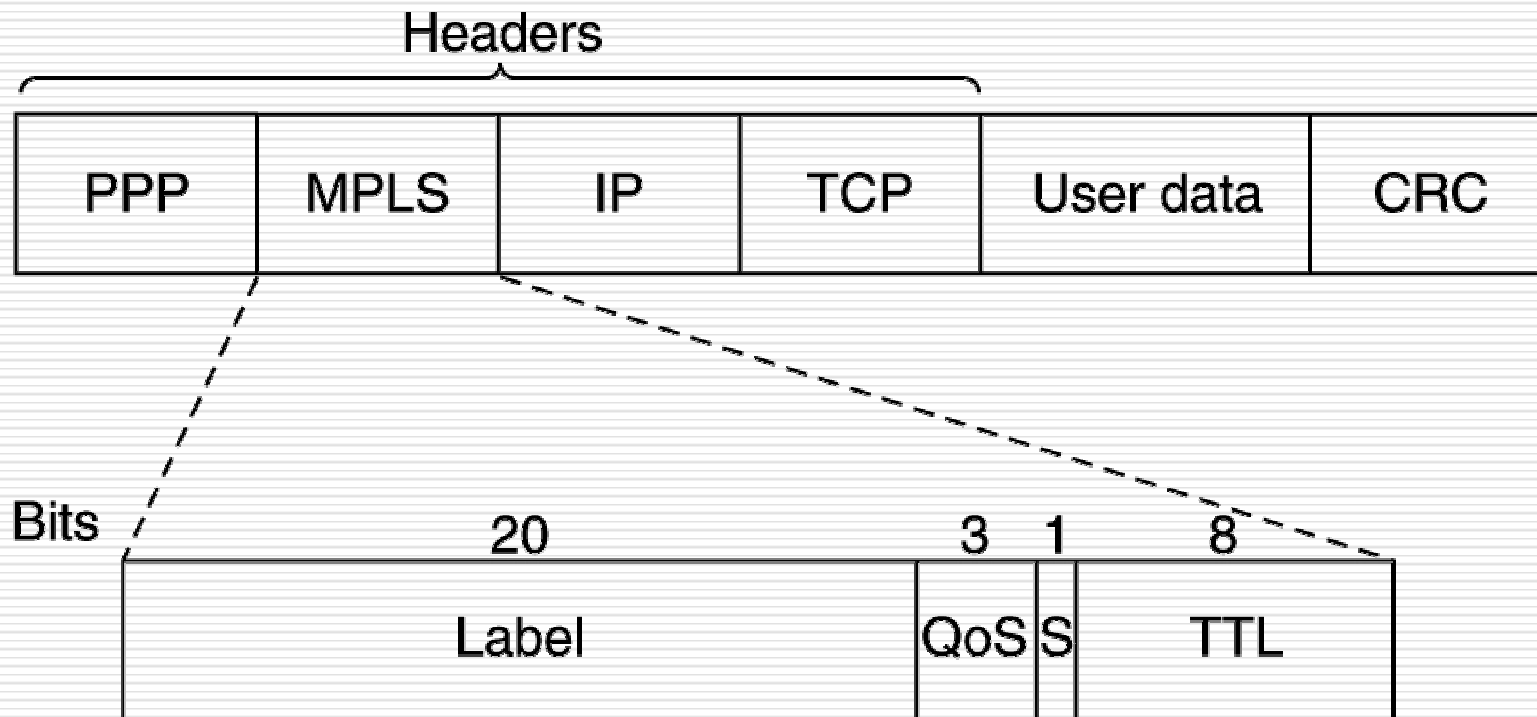 Headers
PPP MPLS IP TCP User data CRC
Bits 20 3 1 8
Label QoS S TTL